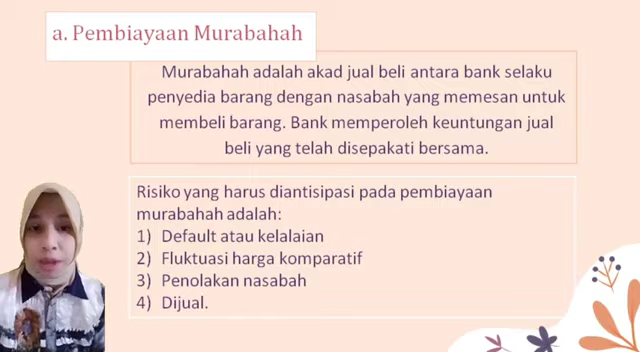 a. Pembiayaan Murabahah
Murabahah adalah akad jual beli antara bank selaku
penyedia barang dengan nasabah yang memesan untuk
membeli barang. Bank memperoleh keuntungan jual
beli yang telah disepakati bersama.
Risiko yang harus diantisipasi pada pembiayaan
murabahah adalah:
1) Default atau kelalaian
2) Fluktuasi harga komparatif
3) Penolakan nasabah
4) Dijual.